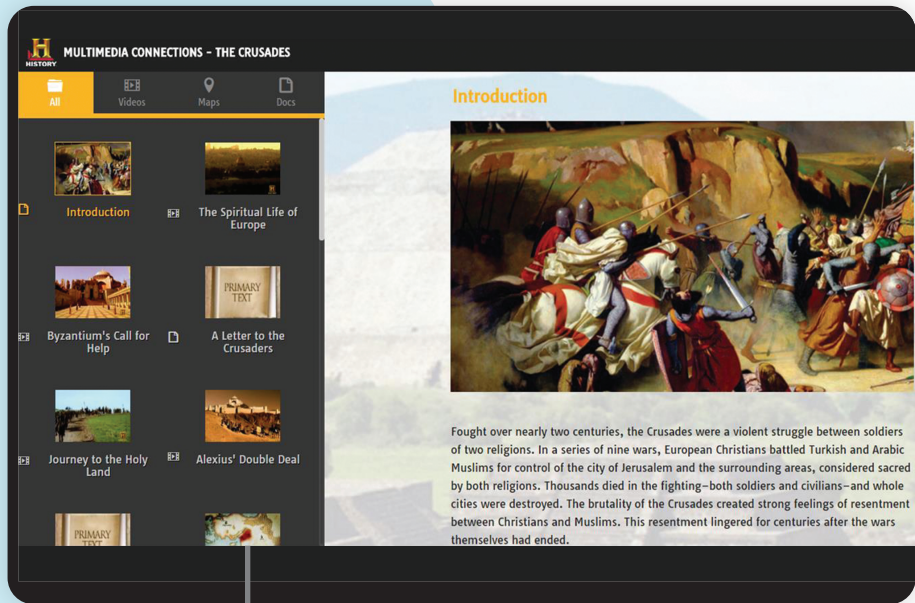 HISTORY
MULTIMEDIA CONNECTIONS – THE CRUSADES
All
Videos
Maps
Docs
Introduction
The Spiritual Life of
Europe
PRIMARY
TEXT
Byzantium's Call for
Help
A Letter to the
Crusaders
Journey to the Holy
Land
Alexius' Double Deal
PRIMARY
TEXT
Introduction
Fought over nearly two centuries, the Crusades were a violent struggle between soldiers
of two religions. In a series of nine wars, European Christians battled Turkish and Arabic
Muslims for control of the city of Jerusalem and the surrounding areas, considered sacred
by both religions. Thousands died in the fighting–both soldiers and civilians–and whole
cities were destroyed. The brutality of the Crusades created strong feelings of resentment
between Christians and Muslims. This resentment lingered for centuries after the wars
themselves had ended.